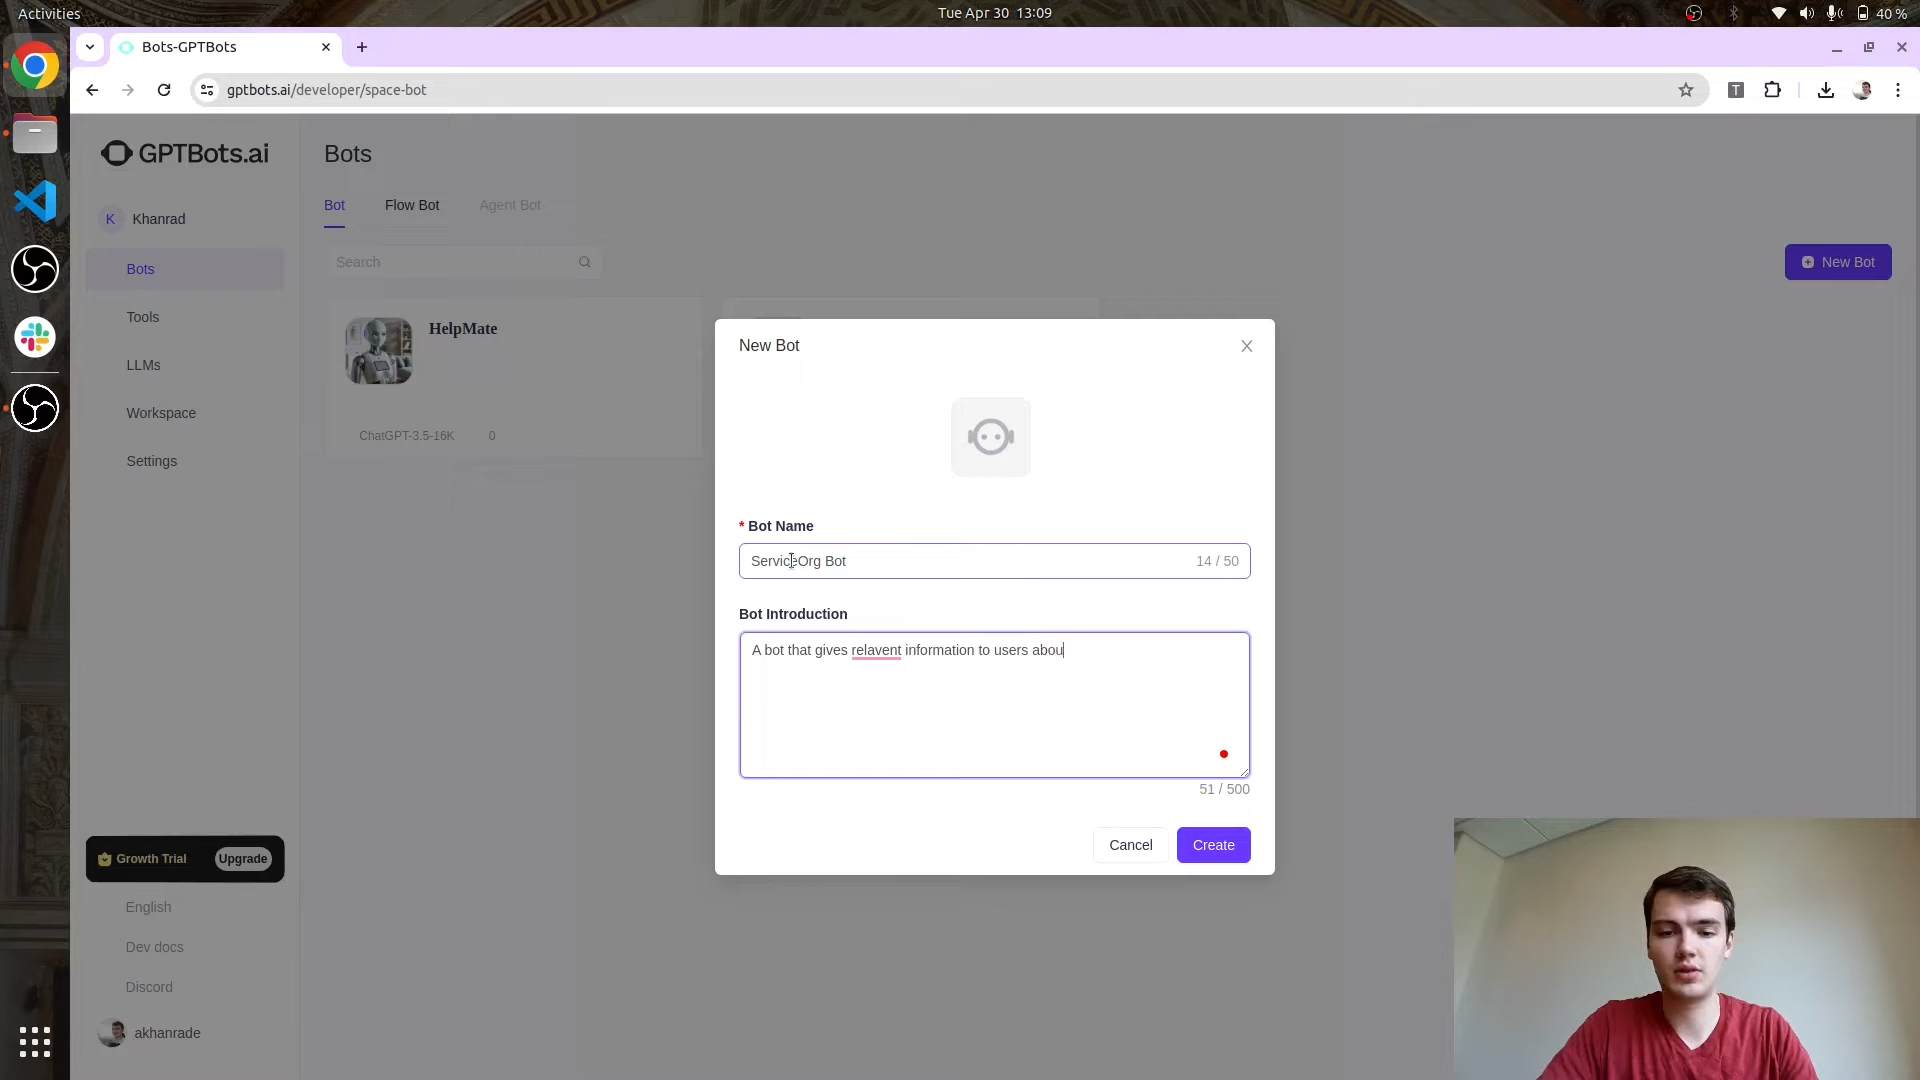 Activities
Tue Apr 30 13:09
40 %
Bots-GPTBots
gptbots.ai/developer/space-bot
T
GPTBots.ai
K Khanrad
Bots
Tools
LLMs
Workspace
Settings
Growth Trial Upgrade
English
Dev docs
Discord
akhanrade
Bots
Bot Flow Bot Agent Bot
Search
New Bot
HelpMate
ChatGPT-3.5-16K 0
New Bot
* Bot Name
ServiceOrg Bot 14 / 50
Bot Introduction
A bot that gives relavent information to users abou
51 / 500
Cancel Create